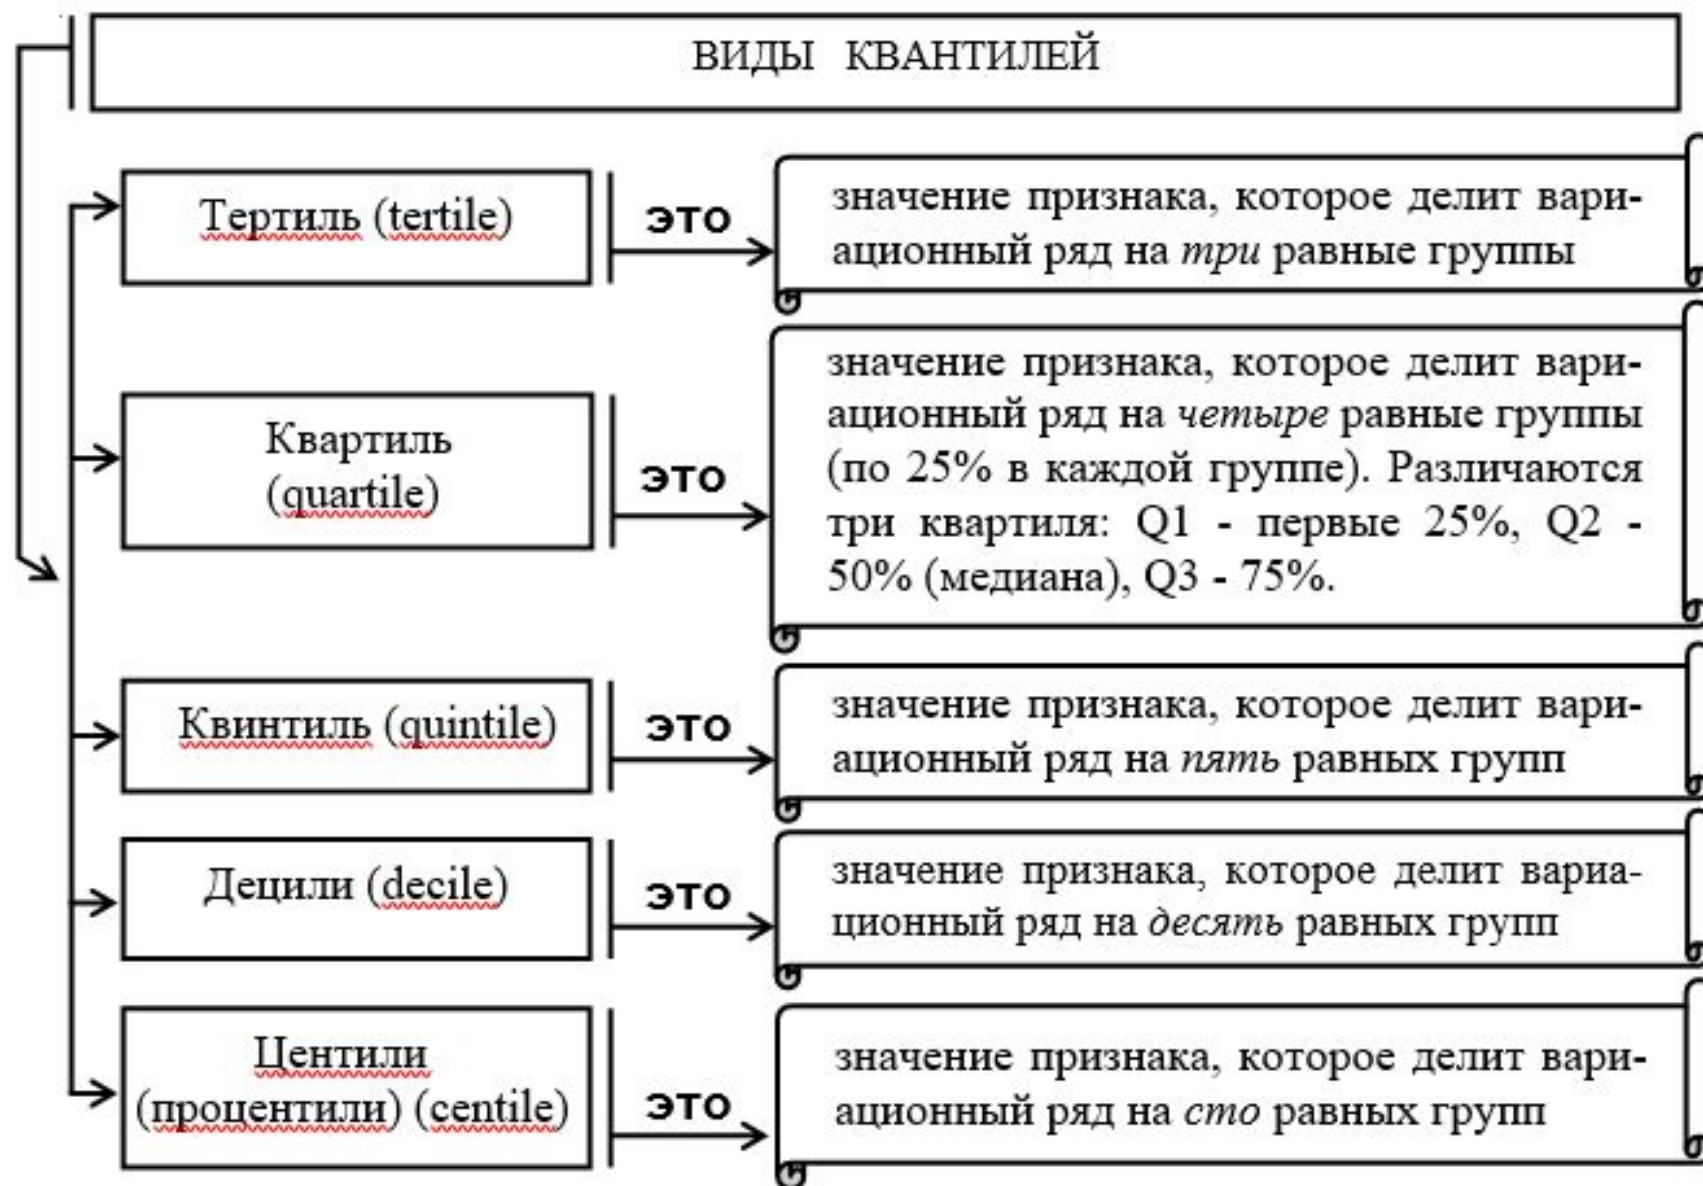 ВИДЫ КВАНТИЛЕЙ
Тертиль (tertile)
ЭТО
значение признака, которое делит вари-
ационный ряд на три равные группы
Квартиль
(quartile)
ЭТО
значение признака, которое делит вари-
ационный ряд на четыре равные группы
(по 25% в каждой группе). Различаются
три квартиля: Q1 - первые 25%, Q2 -
50% (медиана), Q3 - 75%.
Квинтиль (quintile)
ЭТО
значение признака, которое делит вари-
ационный ряд на пять равных групп
Децили (decile)
ЭТО
значение признака, которое делит вариа-
ционный ряд на десять равных групп
Центили
(процентили) (centile)
ЭТО
значение признака, которое делит вари-
ационный ряд на сто равных групп